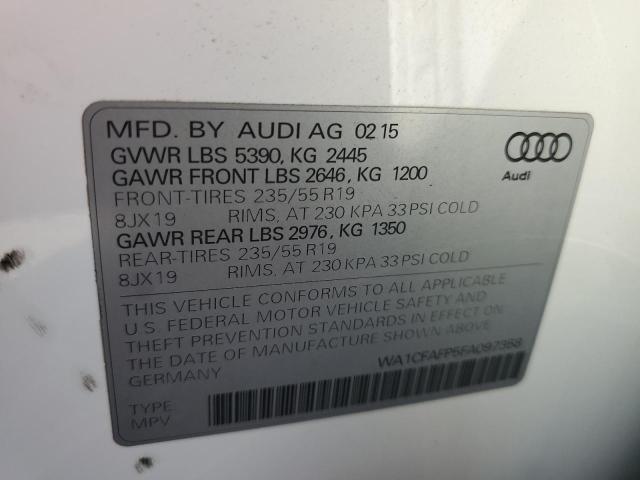 MFD. BY AUDI AG 02 15
GVWR LBS 5390, KG 2445
GAWR FRONT LBS 2646, KG 1200
FRONT-TIRES 235/55 R19
8JX19 RIMS, AT 230 KPA 33 PSI COLD
GAWR REAR LBS 2976, KG 1350
REAR-TIRES 235/55 R19
8JX19 RIMS, AT 230 KPA 33 PSI COLD
THIS VEHICLE CONFORMS TO ALL APPLICABLE
U.S. FEDERAL MOTOR VEHICLE SAFETY AND
THEFT PREVENTION STANDARDS IN EFFECT ON
THE DATE OF MANUFACTURE SHOWN ABOVE.
GERMANY
WA1CFAFP5FA097368
TYPE:
MPV
Audi